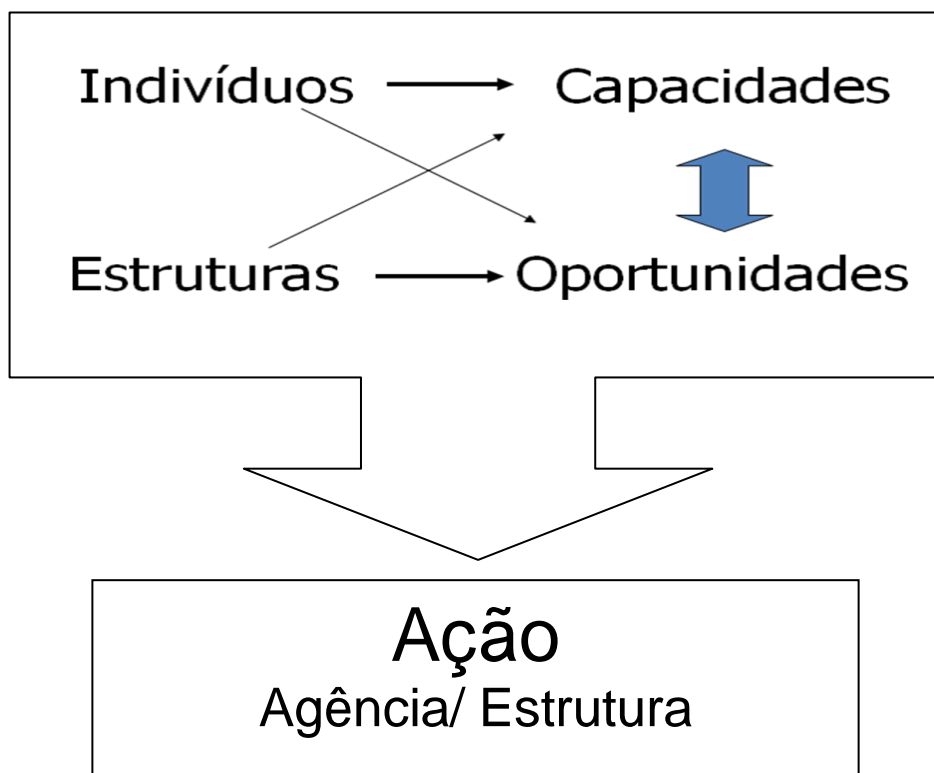 Indivíduos Capacidades
Estruturas Oportunidades
Ação
Agência/ Estrutura